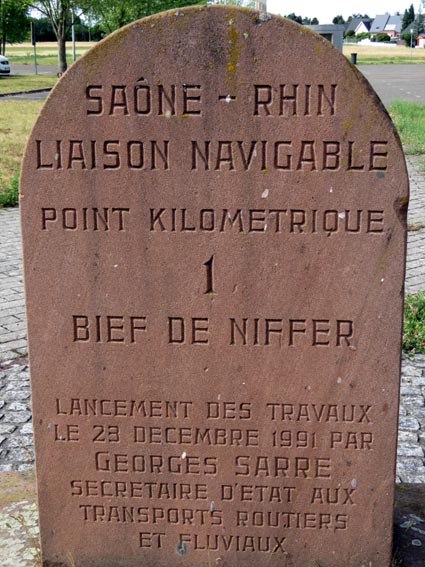 SAÔNE - RHIN
LIAISON NAVIGABLE
POINT KILOMETRIQUE
1
BIEF DE NIFFER
LANCEMENT DES TRAVAUX
LE 23 DECEMBRE 1991 PAR
GEORGES SARRE
SECRETAIRE D'ETAT AUX
TRANSPORTS ROUTIERS
ET FLUVIAUX